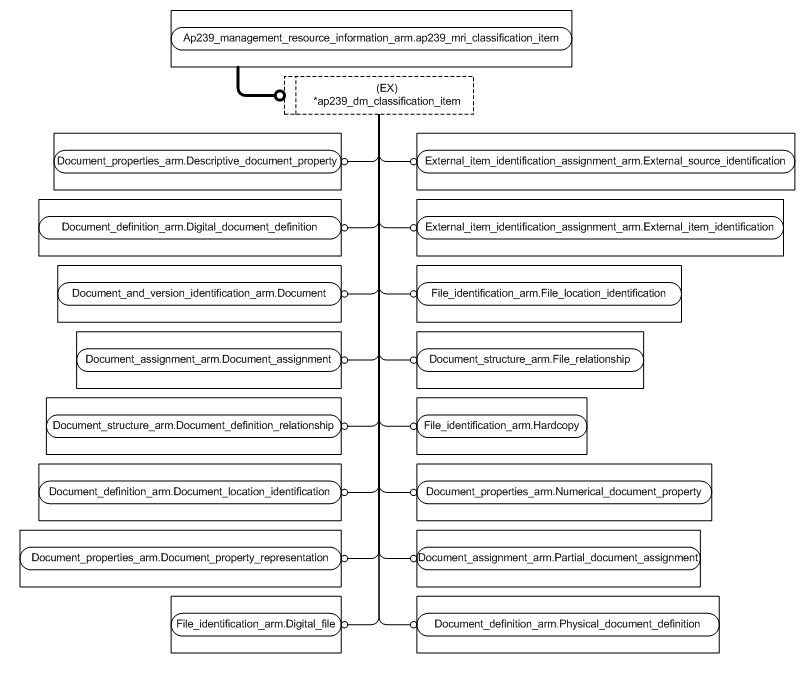 Ap239_management_resource_information_arm.ap239_mri_classification_item
(EX)
*ap239_dm_classification_item
Document_properties_arm.Descriptive_document_property
External_item_identification_assignment_arm.External_source_identification
Document_definition_arm.Digital_document_definition
External_item_identification_assignment_arm.External_item_identification
Document_and_version_identification_arm.Document
File_identification_arm.File_location_identification
Document_assignment_arm.Document_assignment
Document_structure_arm.File_relationship
Document_structure_arm.Document_definition_relationship
File_identification_arm.Hardcopy
Document_definition_arm.Document_location_identification
Document_properties_arm.Numerical_document_property
Document_properties_arm.Document_property_representation
Document_assignment_arm.Partial_document_assignment
File_identification_arm.Digital_file
Document_definition_arm.Physical_document_definition